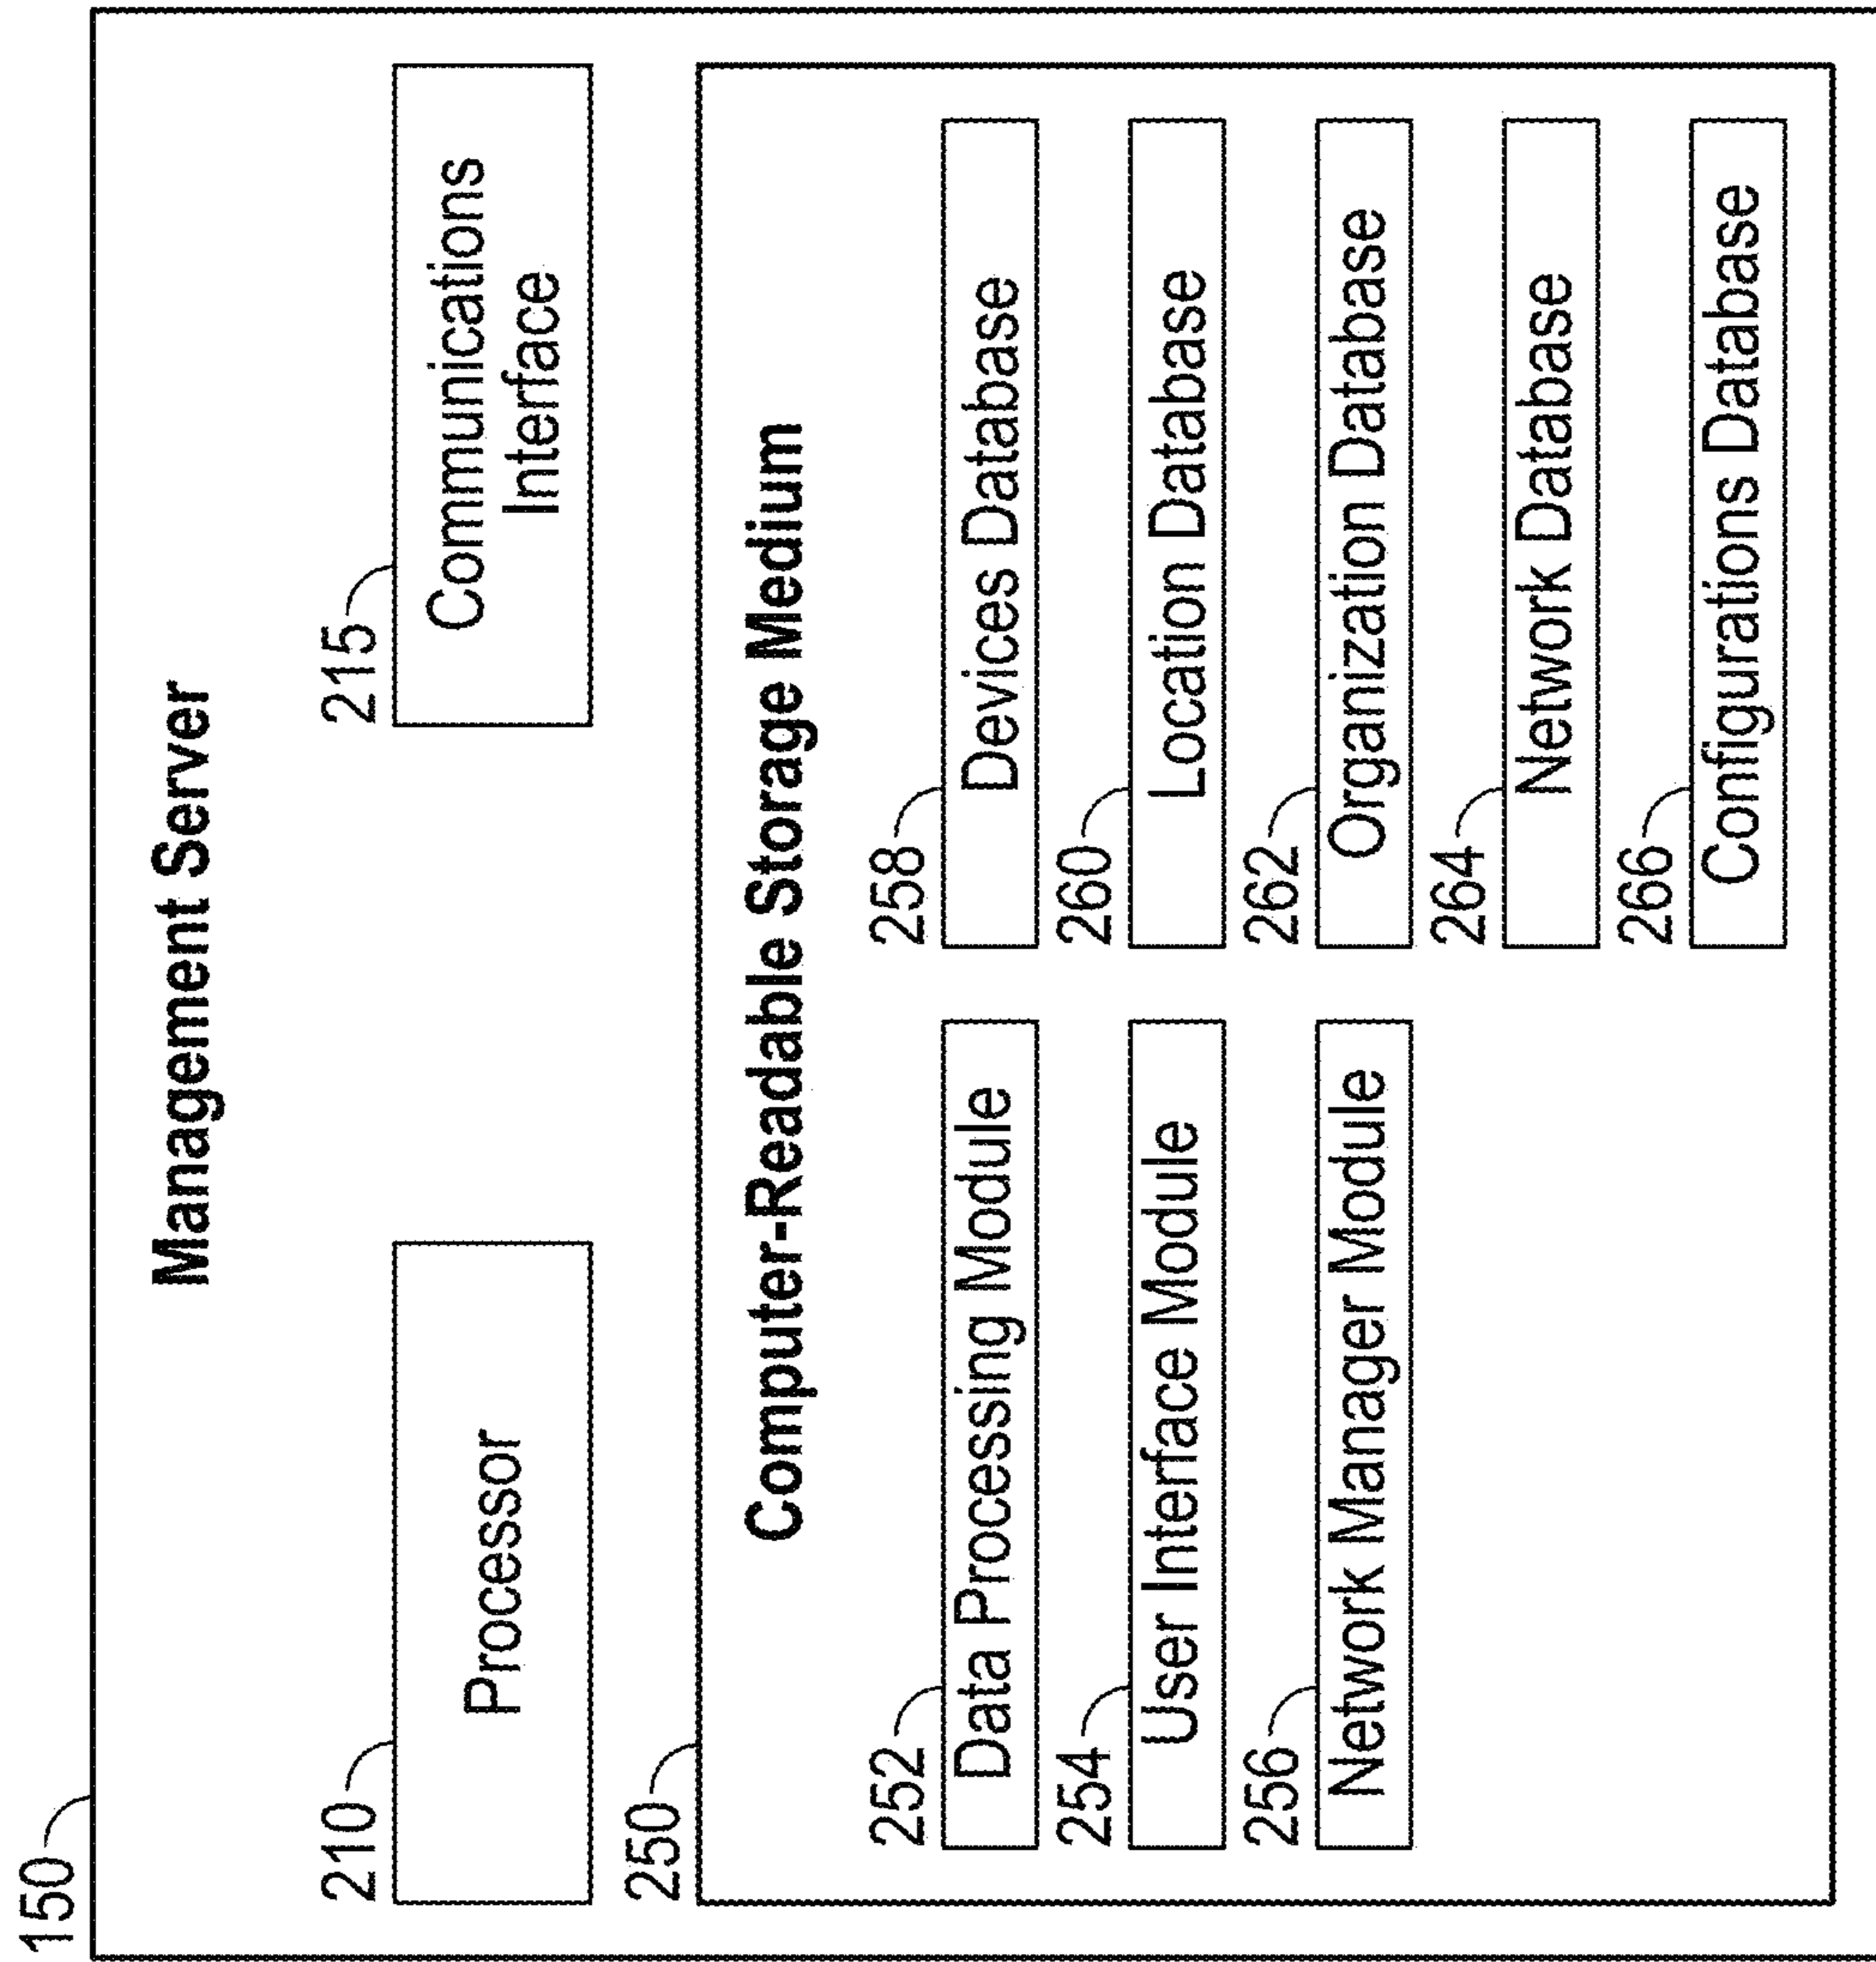 150
Management Server
210
Processor
215
Communications
Interface
250
Computer-Readable Storage Medium
252
Data Processing Module
254
User Interface Module
256
Network Manager Module
258
Devices Database
260
Location Database
262
Organization Database
264
Network Database
266
Configurations Database